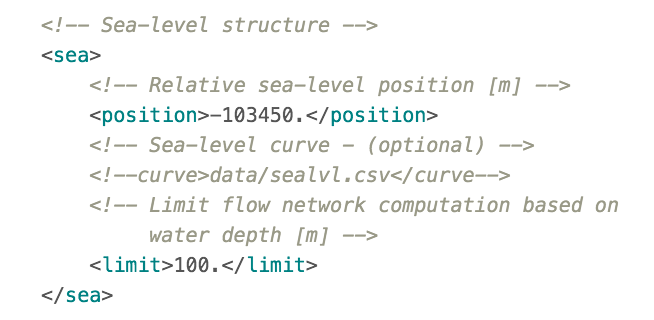 <!-- Sea-level structure -->
<sea>
<!-- Relative sea-level position [m] -->
<position>-103450.</position>
<!-- Sea-level curve - (optional) -->
<!--curve>data/sealvl.csv</curve-->
<!-- Limit flow network computation based on
water depth [m] -->
<limit>100.</limit>
</sea>